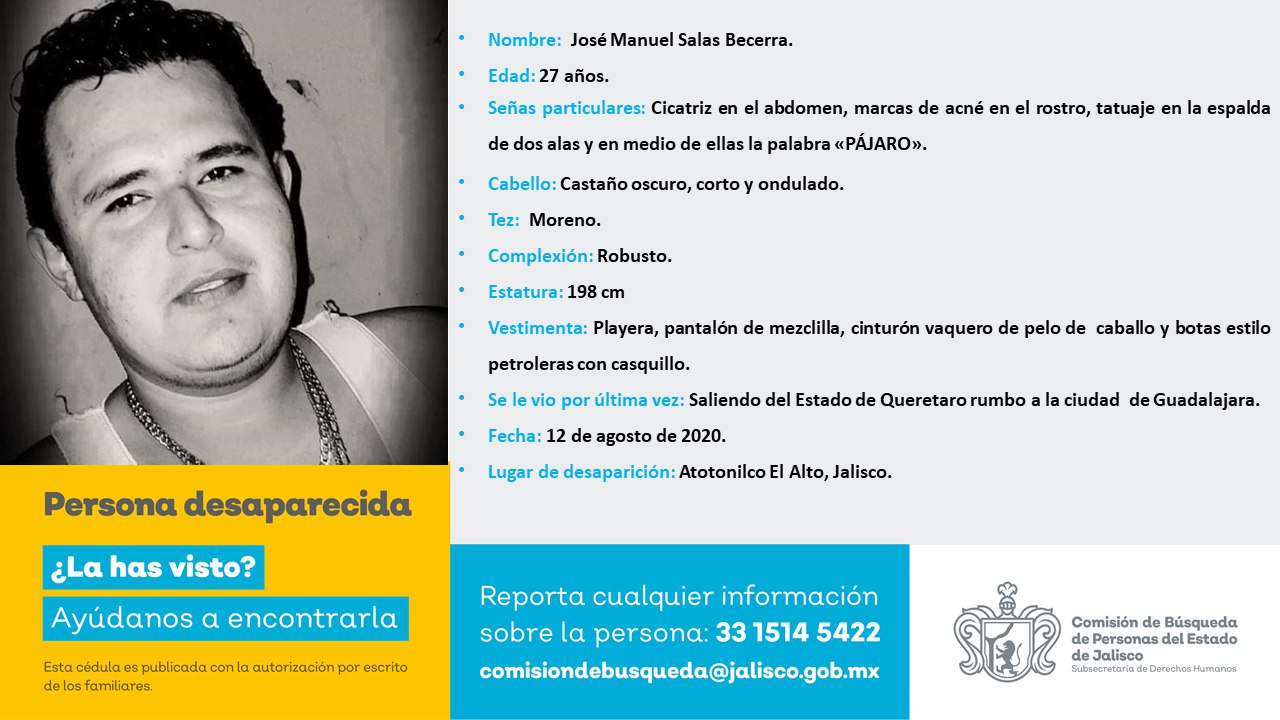 • Nombre: José Manuel Salas Becerra.
• Edad: 27 años.
• Señas particulares: Cicatriz en el abdomen, marcas de acné en el rostro, tatuaje en la espalda
de dos alas y en medio de ellas la palabra «PÁJARO».
• Cabello: Castaño oscuro, corto y ondulado.
• Tez: Moreno.
• Complexión: Robusto.
• Estatura: 198 cm
• Vestimenta: Playera, pantalón de mezclilla, cinturón vaquero de pelo de caballo y botas estilo
petroleras con casquillo.
• Se le vio por última vez: Saliendo del Estado de Queretaro rumbo a la ciudad de Guadalajara.
• Fecha: 12 de agosto de 2020.
• Lugar de desaparición: Atotonilco El Alto, Jalisco.
Persona desaparecida
¿La has visto?
Ayúdanos a encontrarla
Esta cédula es publicada con la autorización por escrito
de los familiares.
Reporta cualquier información
sobre la persona: 33 1514 5422
comisiondebusqueda@jalisco.gob.mx
Comisión de Búsqueda
de Personas del Estado
de Jalisco
Subsecretaría de Derechos Humanos